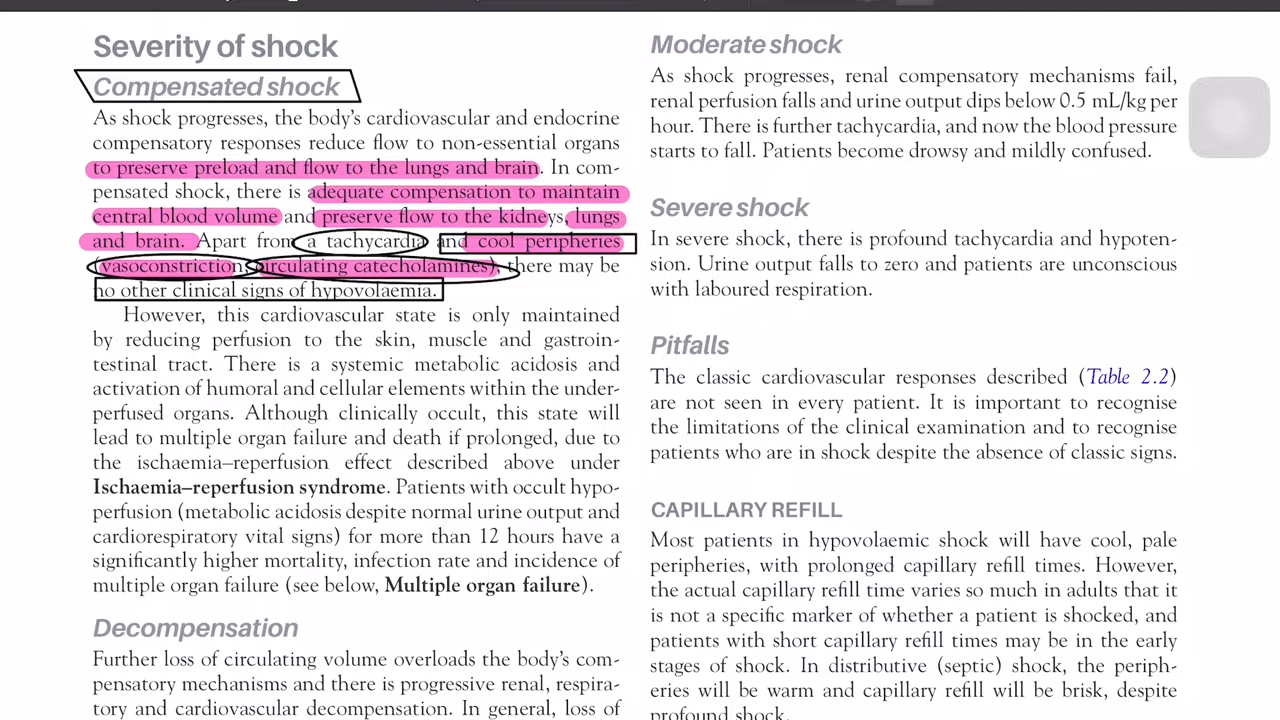 Severity of shock
Compensated shock
As shock progresses, the body's cardiovascular and endocrine
compensatory responses reduce flow to non-essential organs
to preserve preload and flow to the lungs and brain. In com-
pensated shock, there is adequate compensation to maintain
central blood volume and preserve flow to the kidneys, lungs
and brain. Apart from a tachycardia and cool peripheries
(vasoconstriction, circulating catecholamines), there may be
no other clinical signs of hypovolaemia.
However, this cardiovascular state is only maintained
by reducing perfusion to the skin, muscle and gastroin-
testinal tract. There is a systemic metabolic acidosis and
activation of humoral and cellular elements within the under-
perfused organs. Although clinically occult, this state will
lead to multiple organ failure and death if prolonged, due to
the ischaemia–reperfusion effect described above under
Ischaemia–reperfusion syndrome. Patients with occult hypo-
perfusion (metabolic acidosis despite normal urine output and
cardiorespiratory vital signs) for more than 12 hours have a
significantly higher mortality, infection rate and incidence of
multiple organ failure (see below, Multiple organ failure).
Decompensation
Further loss of circulating volume overloads the body's com-
pensatory mechanisms and there is progressive renal, respira-
tory and cardiovascular decompensation. In general, loss of
Moderate shock
As shock progresses, renal compensatory mechanisms fail,
renal perfusion falls and urine output dips below 0.5 mL/kg per
hour. There is further tachycardia, and now the blood pressure
starts to fall. Patients become drowsy and mildly confused.
Severe shock
In severe shock, there is profound tachycardia and hypoten-
sion. Urine output falls to zero and patients are unconscious
with laboured respiration.
Pitfalls
The classic cardiovascular responses described (Table 2.2)
are not seen in every patient. It is important to recognise
the limitations of the clinical examination and to recognise
patients who are in shock despite the absence of classic signs.
CAPILLARY REFILL
Most patients in hypovolaemic shock will have cool, pale
peripheries, with prolonged capillary refill times. However,
the actual capillary refill time varies so much in adults that it
is not a specific marker of whether a patient is shocked, and
patients with short capillary refill times may be in the early
stages of shock. In distributive (septic) shock, the periph-
eries will be warm and capillary refill will be brisk, despite
profound shock.